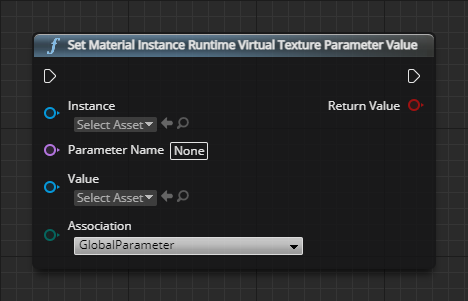 f Set Material Instance Runtime Virtual Texture Parameter Value
Instance
Return Value
Select Asset
Parameter Name None
Value
Select Asset
Association
GlobalParameter